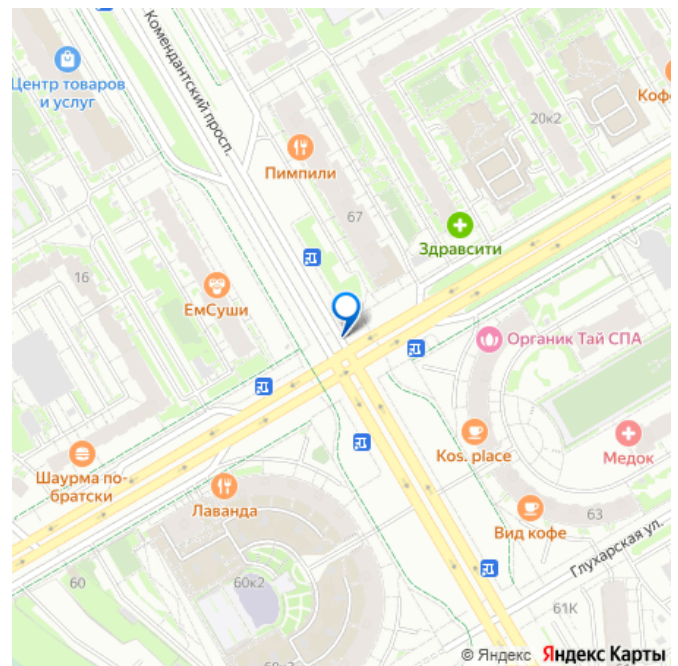 Комендантский просп.
Центр товаров
и услуг
Кофе
20к2
Пимпили
67
Здравсити
16
ЕмСуши
Органик Тай СПА
Kos. place
Медок
Шаурма по-
братски
Лаванда
Вид кофе
63
Глухарская ул.
60
60к2
61К
© Яндекс Яндекс Карты